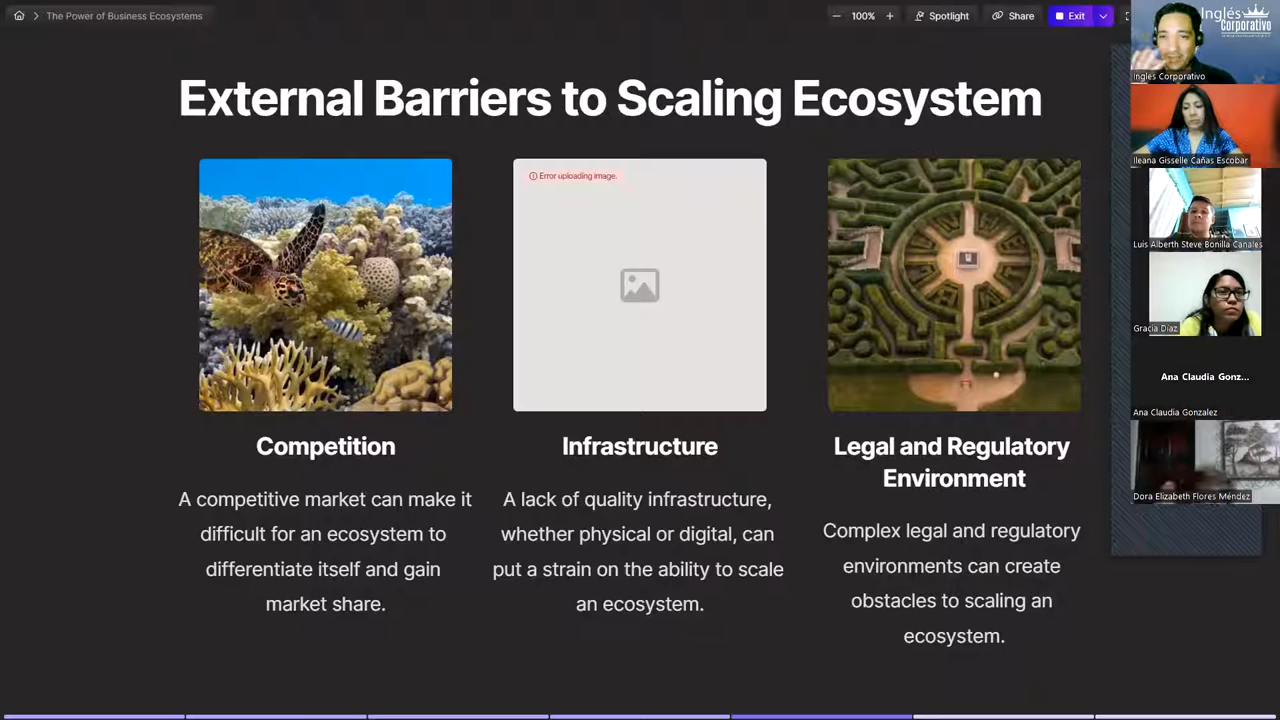 The Power of Business Ecosystems
100%
Spotlight
Share
Exit
External Barriers to Scaling Ecosystem
Error uploading image.
Competition
A competitive market can make it
difficult for an ecosystem to
differentiate itself and gain
market share.
Infrastructure
A lack of quality infrastructure,
whether physical or digital, can
put a strain on the ability to scale
an ecosystem.
Legal and Regulatory
Environment
Complex legal and regulatory
environments can create
obstacles to scaling an
ecosystem.
Inglés
Corporativo
Ingles Corporativo
Ileana Gisselle Cañas Escobar
Luis Alberth Steve Bonilla Canales
Gracia Diaz
Ana Claudia Gonz...
Ana Claudia Gonzalez
Dora Elizabeth Flores Méndez